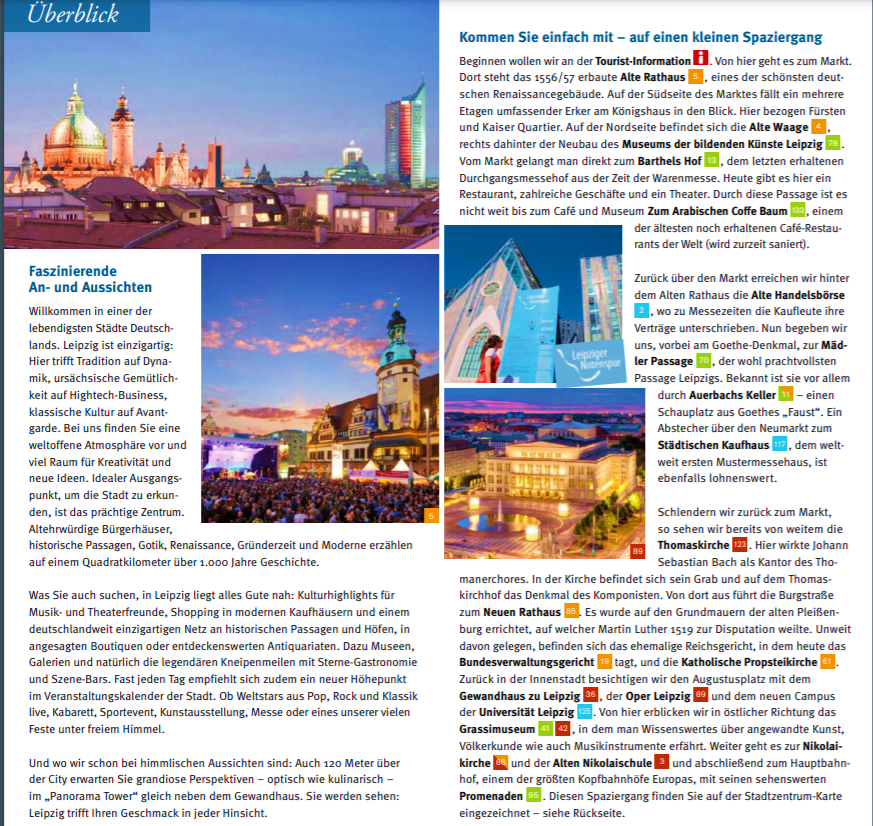 Überblick
Faszinierende
An- und Aussichten
Willkommen in einer der
lebendigsten Städte Deutsch-
lands. Leipzig ist einzigartig:
Hier trifft Tradition auf Dyna-
mik, ursächsische Gemütlich-
keit auf Hightech-Business,
klassische Kultur auf Avant-
garde. Bei uns finden Sie eine
weltoffene Atmosphäre vor und
viel Raum für Kreativität und
neue Ideen. Idealer Ausgangs-
punkt, um die Stadt zu erkun-
den, ist das prächtige Zentrum.
Altehrwürdige Bürgerhäuser,
historische Passagen, Gotik, Renaissance, Gründerzeit und Moderne erzählen
auf einem Quadratkilometer über 1.000 Jahre Geschichte.
5
Was Sie auch suchen, in Leipzig liegt alles Gute nah: Kulturhighlights für
Musik- und Theaterfreunde, Shopping in modernen Kaufhäusern und einem
deutschlandweit einzigartigen Netz an historischen Passagen und Höfen, in
angesagten Boutiquen oder entdeckenswerten Antiquariaten. Dazu Museen,
Galerien und natürlich die legendären Kneipenmeilen mit Sterne-Gastronomie
und Szene-Bars. Fast jeden Tag empfiehlt sich zudem ein neuer Höhepunkt
im Veranstaltungskalender der Stadt. Ob Weltstars aus Pop, Rock und Klassik
live, Kabarett, Sportevent, Kunstausstellung, Messe oder eines unserer vielen
Feste unter freiem Himmel.
Und wo wir schon bei himmlischen Aussichten sind: Auch 120 Meter über
der City erwarten Sie grandiose Perspektiven – optisch wie kulinarisch –
im „Panorama Tower“ gleich neben dem Gewandhaus. Sie werden sehen:
Leipzig trifft Ihren Geschmack in jeder Hinsicht.
Kommen Sie einfach mit – auf einen kleinen Spaziergang
Beginnen wollen wir an der Tourist-Information i. Von hier geht es zum Markt.
Dort steht das 1556/57 erbaute Alte Rathaus 5, eines der schönsten deut-
schen Renaissancegebäude. Auf der Südseite des Marktes fällt ein mehrere
Etagen umfassender Erker am Königshaus in den Blick. Hier bezogen Fürsten
und Kaiser Quartier. Auf der Nordseite befindet sich die Alte Waage 4,
rechts dahinter der Neubau des Museums der bildenden Künste Leipzig 79.
Vom Markt gelangt man direkt zum Barthels Hof 13, dem letzten erhaltenen
Durchgangsmessehof aus der Zeit der Warenmesse. Heute gibt es hier ein
Restaurant, zahlreiche Geschäfte und ein Theater. Durch diese Passage ist es
nicht weit bis zum Café und Museum Zum Arabischen Coffe Baum 133, einem
der ältesten noch erhaltenen Café-Restau-
rants der Welt (wird zurzeit saniert).
Leipziger
Notenspur
Zurück über den Markt erreichen wir hinter
dem Alten Rathaus die Alte Handelsbörse
2, wo zu Messezeiten die Kaufleute ihre
Verträge unterschrieben. Nun begeben wir
uns, vorbei am Goethe-Denkmal, zur Mäd-
ler Passage 70, der wohl prachtvollsten
Passage Leipzigs. Bekannt ist sie vor allem
durch Auerbachs Keller 11 – einen
Schauplatz aus Goethes „Faust“. Ein
Abstecher über den Neumarkt zum
Städtischen Kaufhaus 117, dem welt-
weit ersten Mustermessehaus, ist
ebenfalls lohnenswert.
89
Schlendern wir zurück zum Markt,
so sehen wir bereits von weitem die
Thomaskirche 123. Hier wirkte Johann
Sebastian Bach als Kantor des Tho-
manerchores. In der Kirche befindet sich sein Grab und auf dem Thomas-
kirchhof das Denkmal des Komponisten. Von dort aus führt die Burgstraße
zum Neuen Rathaus 85. Es wurde auf den Grundmauern der alten Pleißen-
burg errichtet, auf welcher Martin Luther 1519 zur Disputation weilte. Unweit
davon gelegen, befinden sich das ehemalige Reichsgericht, in dem heute das
Bundesverwaltungsgericht 19 tagt, und die Katholische Propsteikirche 61.
Zurück in der Innenstadt besichtigen wir den Augustusplatz mit dem
Gewandhaus zu Leipzig 36, der Oper Leipzig 89 und dem neuen Campus
der Universität Leipzig 125. Von hier erblicken wir in östlicher Richtung das
Grassimuseum 41 42, in dem man Wissenswertes über angewandte Kunst,
Völkerkunde wie auch Musikinstrumente erfährt. Weiter geht es zur Nikolai-
kirche 86 und der Alten Nikolaischule 3 und abschließend zum Hauptbahn-
hof, einem der größten Kopfbahnhöfe Europas, mit seinen sehenswerten
Promenaden 95. Diesen Spaziergang finden Sie auf der Stadtzentrum-Karte
eingezeichnet – siehe Rückseite.